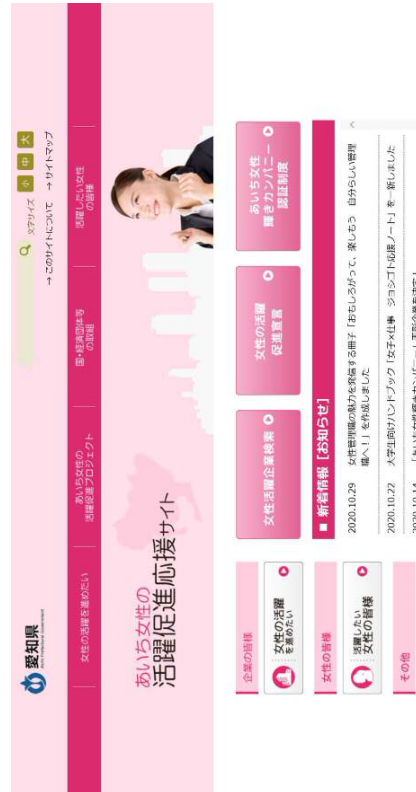 愛知県
文字サイズ 小 中 大
→このサイトについて →サイトマップ
女性の活躍を進めたい
あいち女性の
活躍促進プロジェクト
国・経済団体等
の取組
活躍したい女性
の皆様
あいち女性の
活躍促進応援サイト
企業の皆様
女性の活躍
を進めたい
女性の皆様
活躍したい
女性の皆様
その他
女性活躍企業検索
女性の活躍
促進宣言
あいち女性
輝きカンパニー
認証制度
■ 新着情報［お知らせ］
2020.10.29 女性管理職の魅力を発信する冊子「おもしろがって、楽しもう 自分らしい管理
職へ！」を作成しました
2020.10.22 大学生向けハンドブック「女子×仕事 ジョシゴト応援ノート」を一新しました